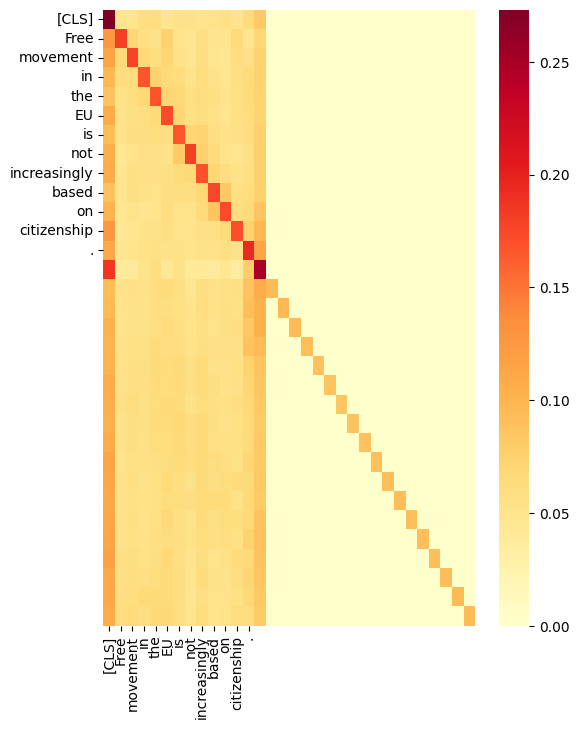 [CLS]
Free
movement
in
the
EU
is
not
increasingly
based
on
citizenship
.
0.25
0.20
0.15
0.10
0.05
0.00
[CLS]
Free
movement
in
the
EU
is
not
increasingly
based
on
citizenship
.